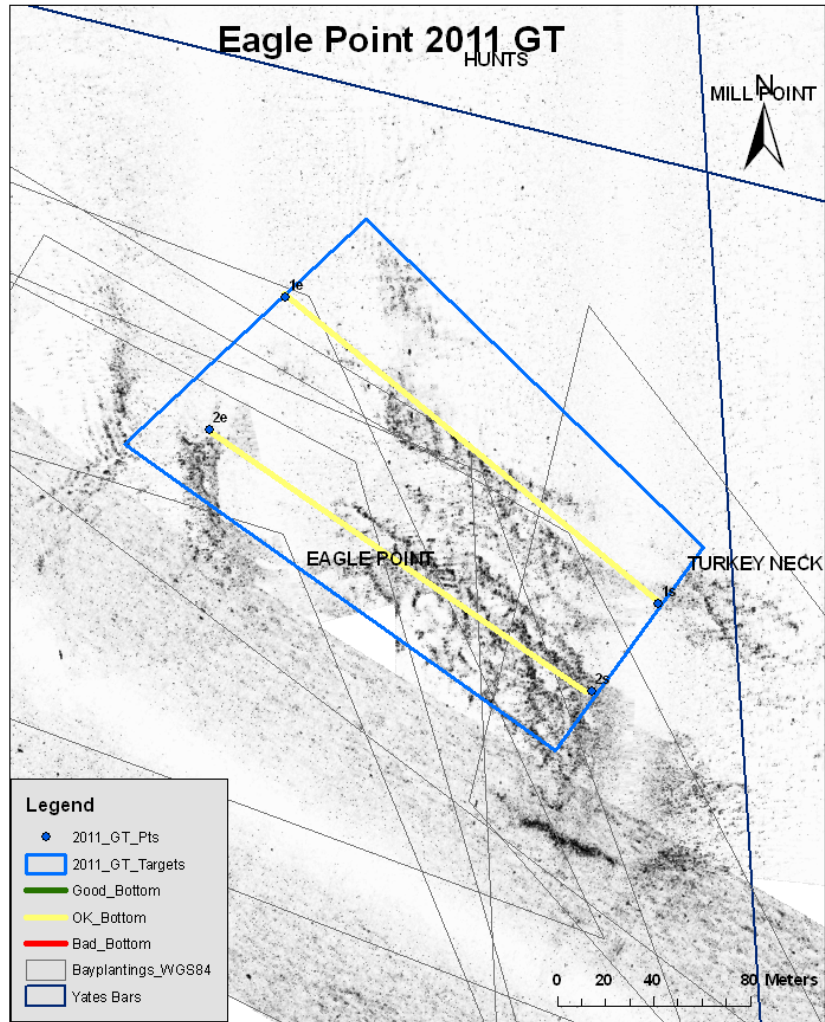 Eagle Point 2011 GT
HUNTS
MILL POINT
N
1e
2e
EAGLE POINT
TURKEY NECK
1s
2s
Legend
2011_GT_Pts
2011_GT_Targets
Good_Bottom
OK_Bottom
Bad_Bottom
Bayplantings_WGS84
Yates Bars
0 20 40 80 Meters